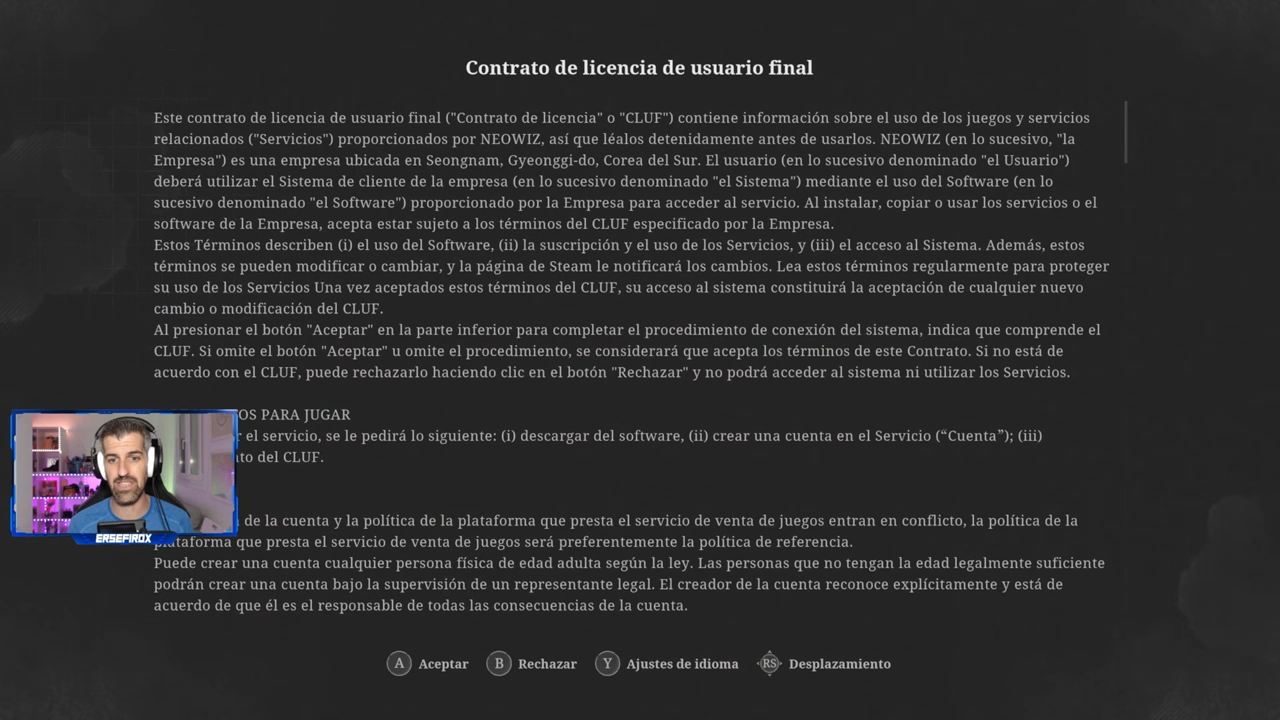 Contrato de licencia de usuario final
Este contrato de licencia de usuario final ("Contrato de licencia" o "CLUF") contiene información sobre el uso de los juegos y servicios
relacionados ("Servicios") proporcionados por NEOWIZ, así que léalos detenidamente antes de usarlos. NEOWIZ (en lo sucesivo, "la
Empresa") es una empresa ubicada en Seongnam, Gyeonggi-do, Corea del Sur. El usuario (en lo sucesivo denominado "el Usuario")
deberá utilizar el Sistema de cliente de la empresa (en lo sucesivo denominado "el Sistema") mediante el uso del Software (en lo
sucesivo denominado "el Software") proporcionado por la Empresa para acceder al servicio. Al instalar, copiar o usar los servicios o el
software de la Empresa, acepta estar sujeto a los términos del CLUF especificado por la Empresa.
Estos Términos describen (i) el uso del Software, (ii) la suscripción y el uso de los Servicios, y (iii) el acceso al Sistema. Además, estos
términos se pueden modificar o cambiar, y la página de Steam le notificará los cambios. Lea estos términos regularmente para proteger
su uso de los Servicios Una vez aceptados estos términos del CLUF, su acceso al sistema constituirá la aceptación de cualquier nuevo
cambio o modificación del CLUF.
Al presionar el botón "Aceptar" en la parte inferior para completar el procedimiento de conexión del sistema, indica que comprende el
CLUF. Si omite el botón "Aceptar" u omite el procedimiento, se considerará que acepta los términos de este Contrato. Si no está de
acuerdo con el CLUF, puede rechazarlo haciendo clic en el botón "Rechazar" y no podrá acceder al sistema ni utilizar los Servicios.
OS PARA JUGAR
r el servicio, se le pedirá lo siguiente: (i) descargar del software, (ii) crear una cuenta en el Servicio (“Cuenta”); (iii)
to del CLUF.
de la cuenta y la política de la plataforma que presta el servicio de venta de juegos entran en conflicto, la política de la
plataforma que presta el servicio de venta de juegos será preferentemente la política de referencia.
Puede crear una cuenta cualquier persona física de edad adulta según la ley. Las personas que no tengan la edad legalmente suficiente
podrán crear una cuenta bajo la supervisión de un representante legal. El creador de la cuenta reconoce explícitamente y está de
acuerdo de que él es el responsable de todas las consecuencias de la cuenta.
ERSEFIROX
A Aceptar B Rechazar Y Ajustes de idioma RS Desplazamiento